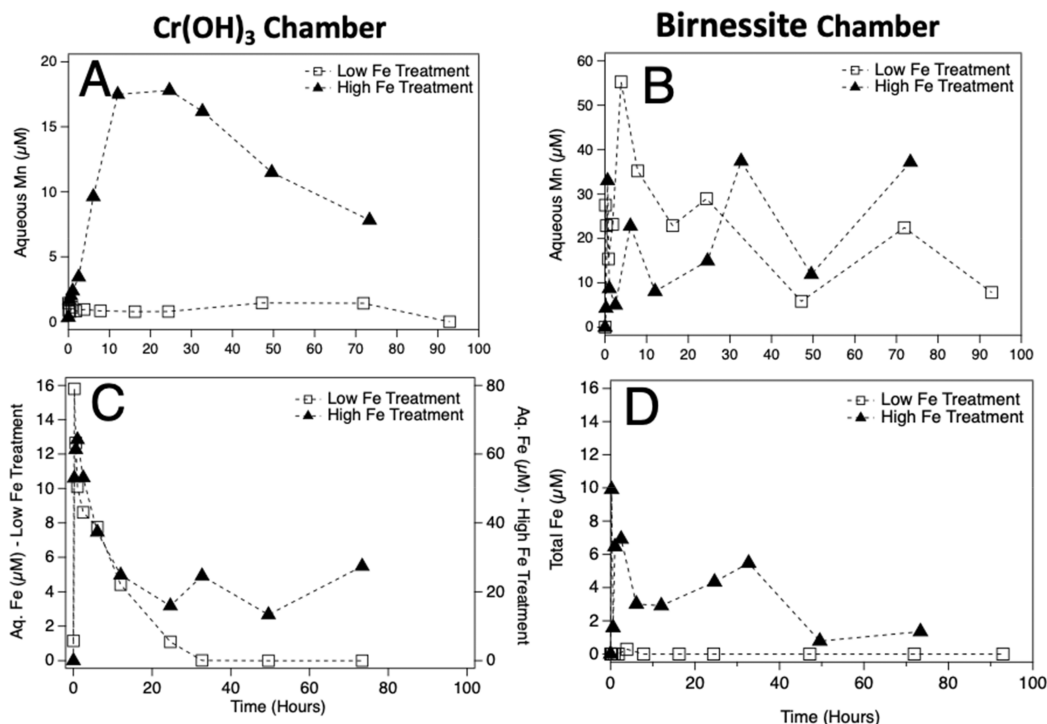 Cr(OH)₃ Chamber
Birnessite Chamber
A
Low Fe Treatment
High Fe Treatment
Aqueous Mn (µM)
20
15
10
5
0
0 10 20 30 40 50 60 70 80 90 100
B
Low Fe Treatment
High Fe Treatment
Aqueous Mn (µM)
60
50
40
30
20
10
0
0 10 20 30 40 50 60 70 80 90 100
C
Low Fe Treatment
High Fe Treatment
Aq. Fe (µM) - Low Fe Treatment
16
14
12
10
8
6
4
2
0
80
60
40
20
0
Aq. Fe (µM) - High Fe Treatment
0 20 40 60 80 100
Time (Hours)
D
Low Fe Treatment
High Fe Treatment
Total Fe (µM)
16
14
12
10
8
6
4
2
0
0 20 40 60 80 100
Time (Hours)